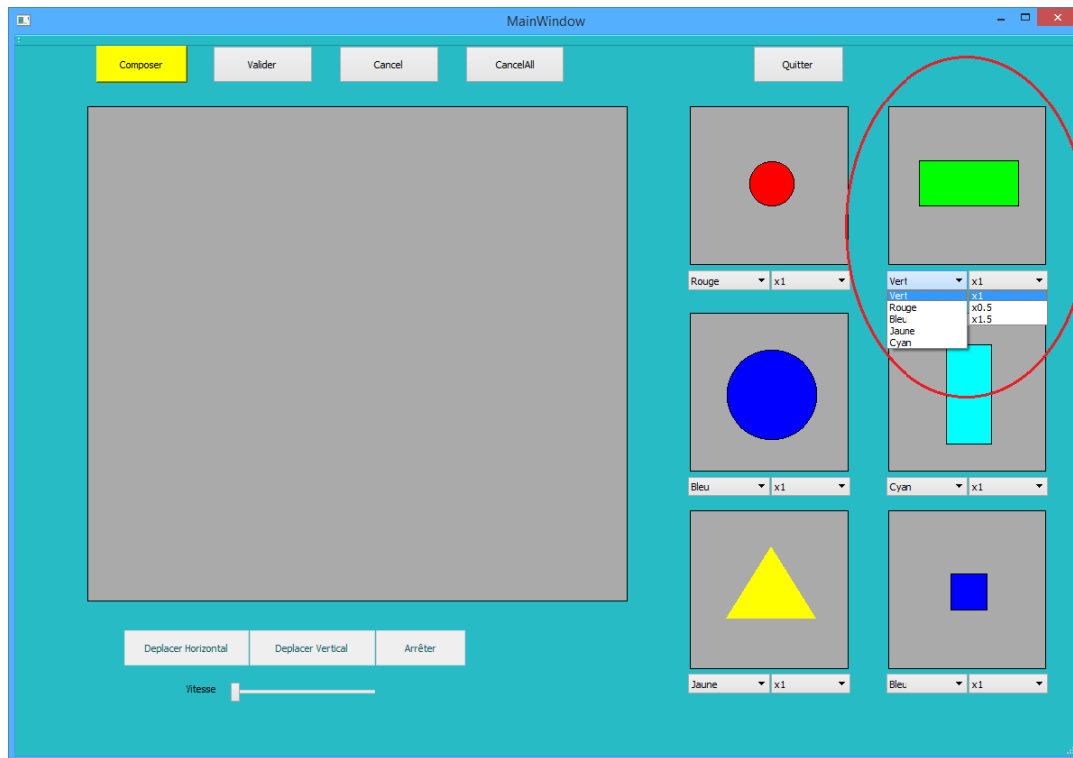 MainWindow
Composer Valider Cancel CancelAll Quitter
Rouge x1 Vert x1
Vert x1
Rouge x0.5
Bleu x1.5
Jaune
Cyan
Bleu x1 Cyan x1
Jaune x1 Bleu x1
Deplacer Horizontal Deplacer Vertical Arrêter
Vitesse